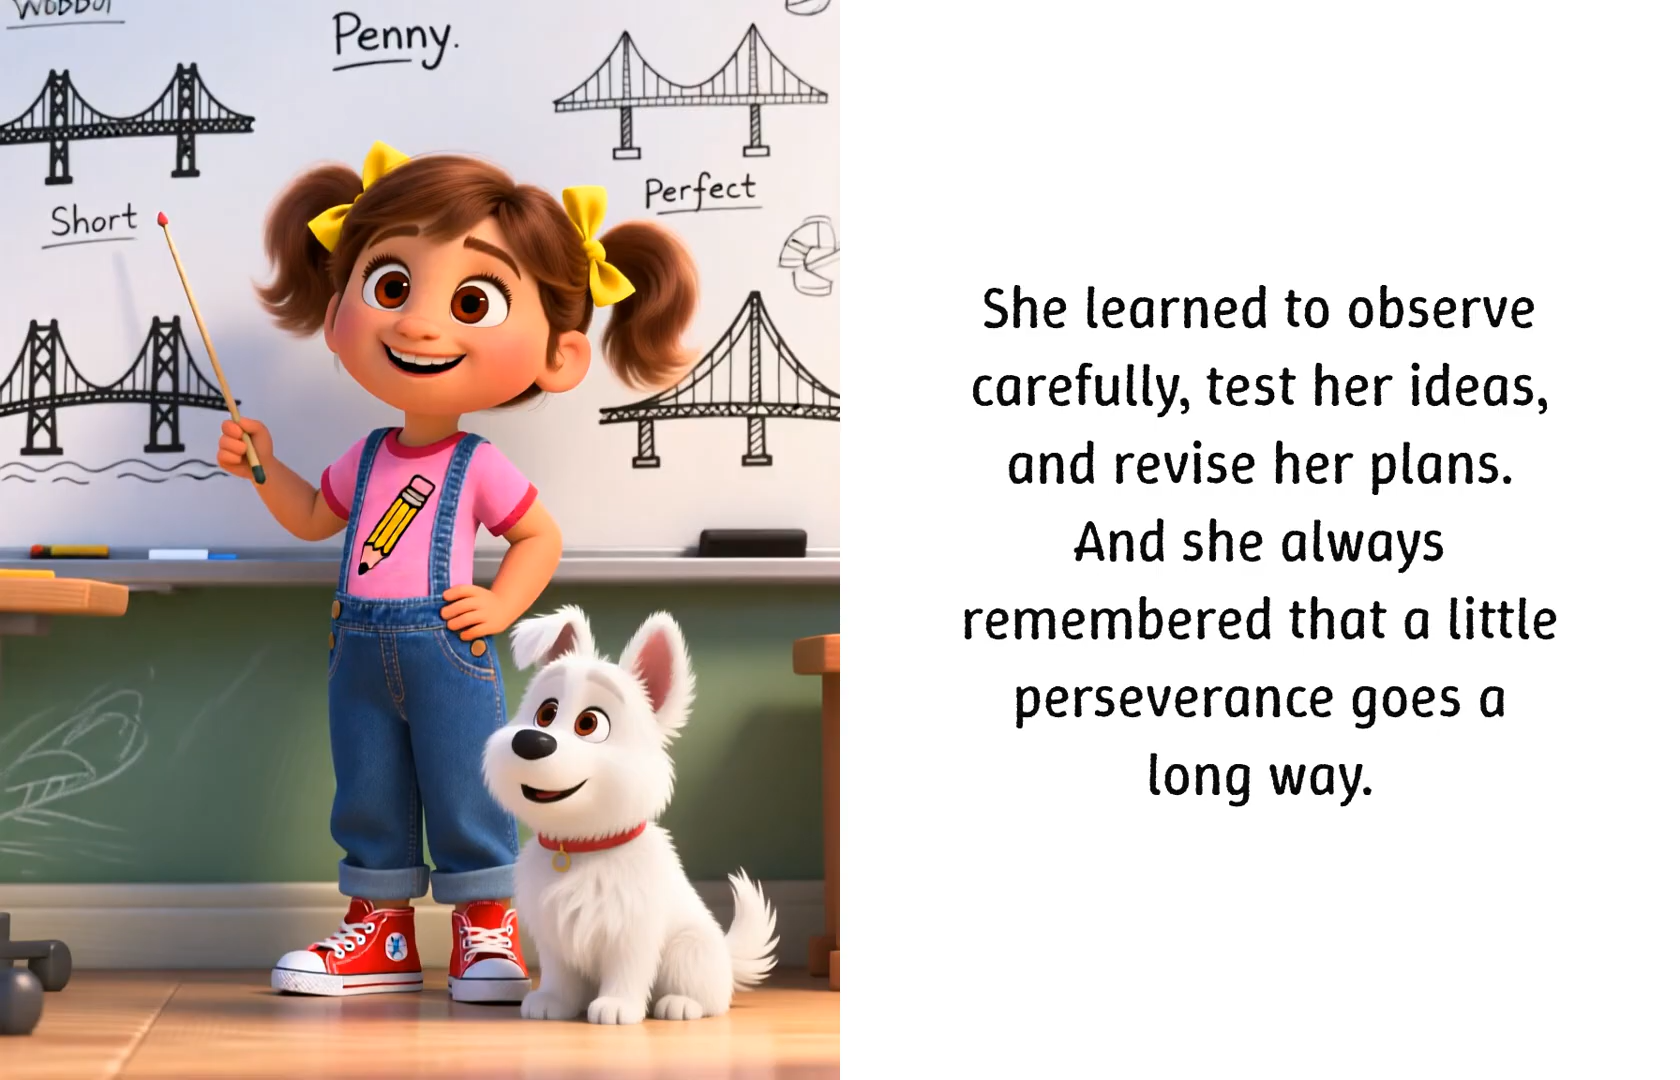 Penny.
Perfect
Short
She learned to observe
carefully, test her ideas,
and revise her plans.
And she always
remembered that a little
perseverance goes a
long way.